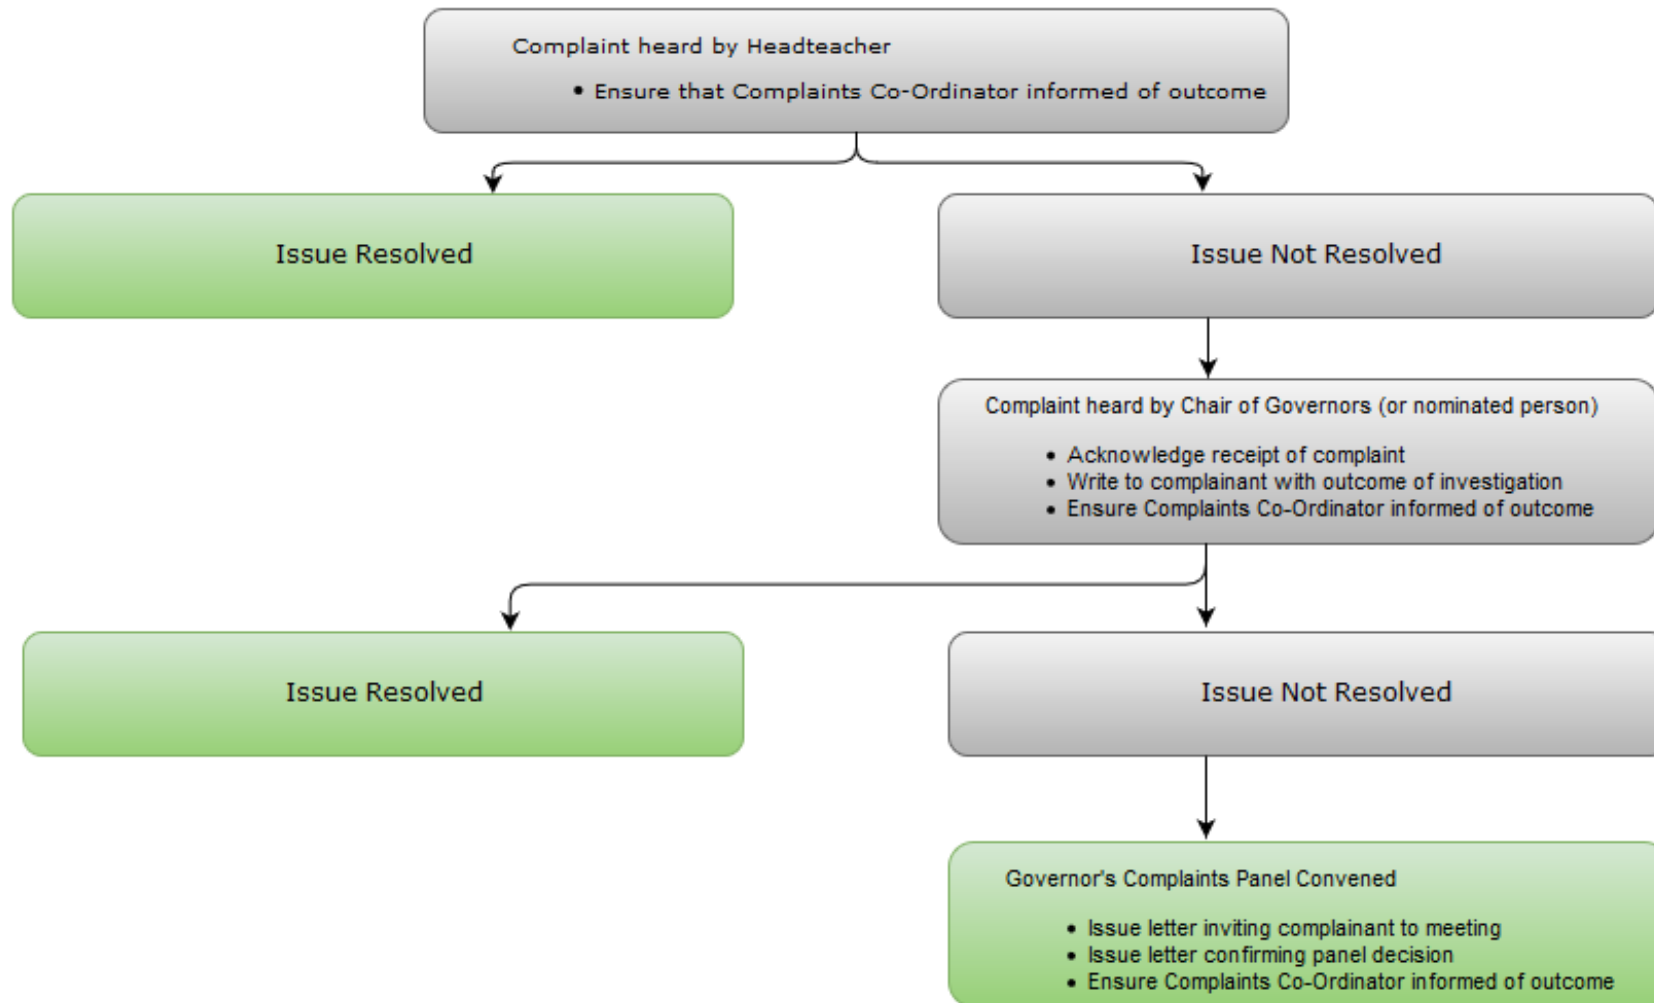 Complaint heard by Headteacher
• Ensure that Complaints Co-Ordinator informed of outcome
Issue Resolved
Issue Not Resolved
Complaint heard by Chair of Governors (or nominated person)
• Acknowledge receipt of complaint
• Write to complainant with outcome of investigation
• Ensure Complaints Co-Ordinator informed of outcome
Issue Resolved
Issue Not Resolved
Governor's Complaints Panel Convened
• Issue letter inviting complainant to meeting
• Issue letter confirming panel decision
• Ensure Complaints Co-Ordinator informed of outcome